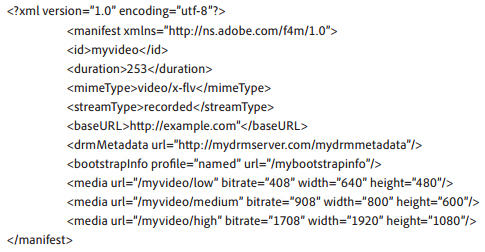 <?xml version="1.0" encoding="utf-8"?>
<manifest xmlns="http://ns.adobe.com/f4m/1.0">
<id>myvideo</id>
<duration>253</duration>
<mimeType>video/x-flv</mimeType>
<streamType>recorded</streamType>
<baseURL>http://example.com"</baseURL>
<drmMetadata url="http://mydrmserver.com/mydrmmetadata"/>
<bootstrapInfo profile="named" url="/mybootstrapinfo"/>
<media url="/myvideo/low" bitrate="408" width="640" height="480"/>
<media url="/myvideo/medium" bitrate="908" width="800" height="600"/>
<media url="/myvideo/high" bitrate="1708" width="1920" height="1080"/>
</manifest>